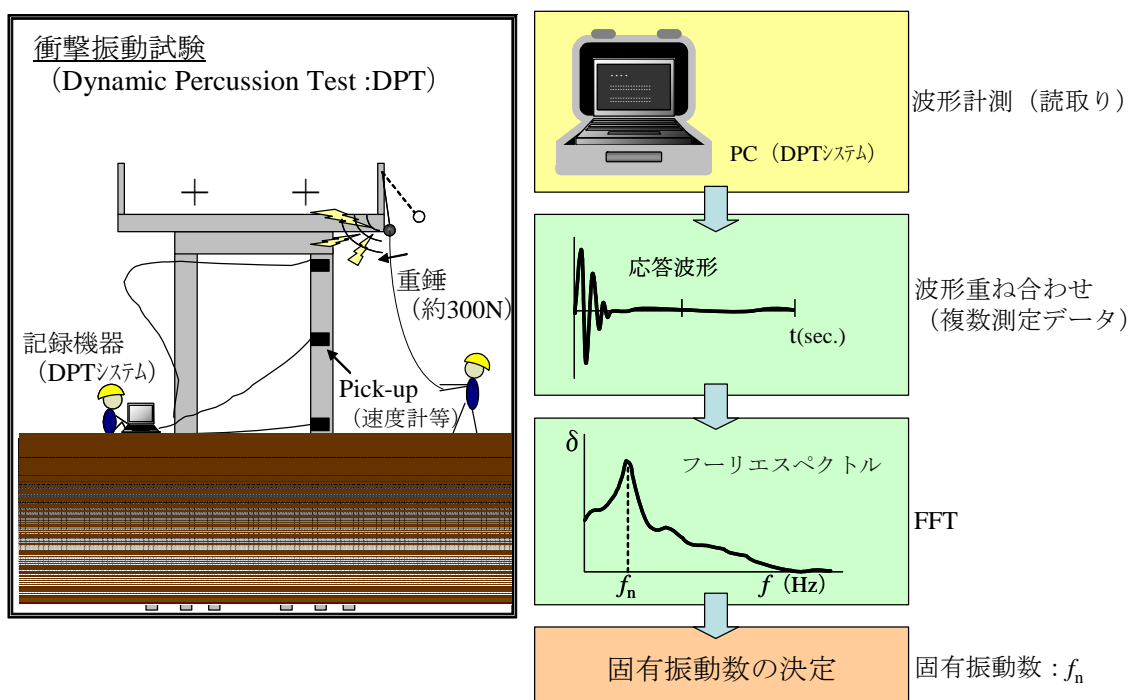 衝撃振動試験
(Dynamic Percussion Test :DPT)
重錘
(約300N)
記録機器
(DPTシステム)
Pick-up
(速度計等)
PC(DPTシステム)
波形計測(読取り)
応答波形
t(sec.)
波形重ね合わせ
(複数測定データ)
δ
フーリエスペクトル
fn
f (Hz)
FFT
固有振動数の決定
固有振動数:fn